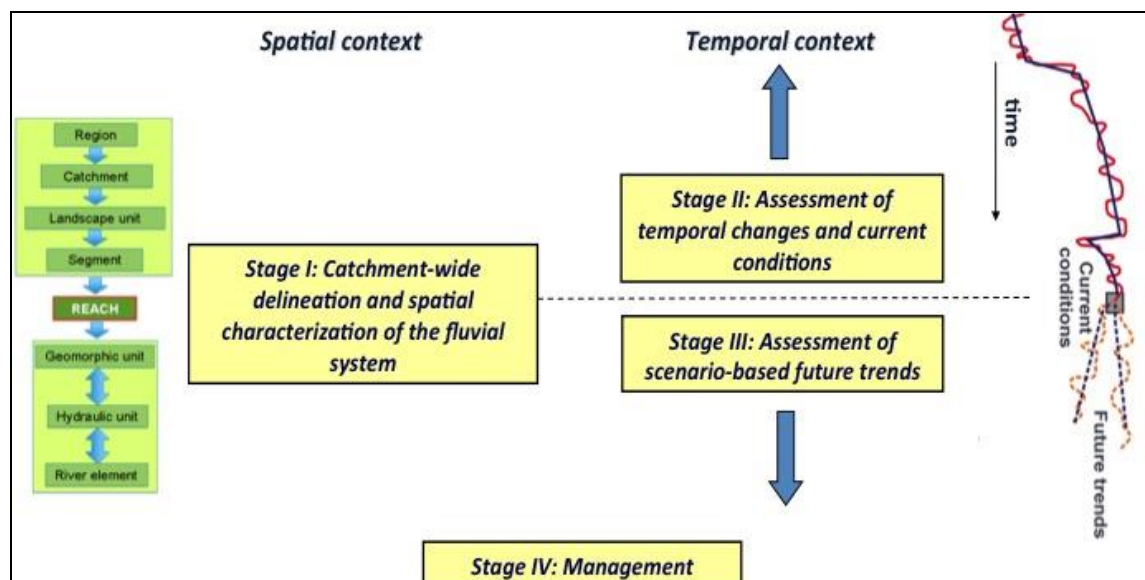 Spatial context
Temporal context
Region
Catchment
Landscape unit
Segment
REACH
Geomorphic unit
Hydraulic unit
River element
Stage I: Catchment-wide
delineation and spatial
characterization of the fluvial
system
Stage II: Assessment of
temporal changes and current
conditions
Stage III: Assessment of
scenario-based future trends
Stage IV: Management
time
Current
conditions
Future trends